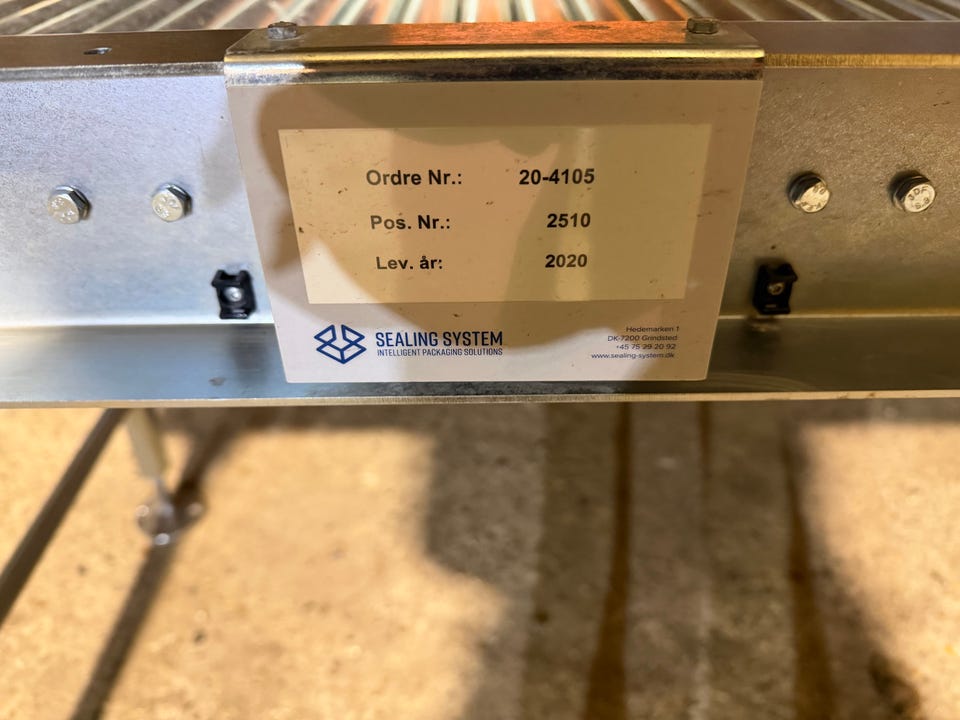 Ordre Nr.: 20-4105
Pos. Nr.: 2510
Lev. år: 2020
SEALING SYSTEM
INTELLIGENT PACKAGING SOLUTIONS
Hedemarken 1
DK-7200 Grindsted
+45 75 29 20 92
www.sealing-system.dk